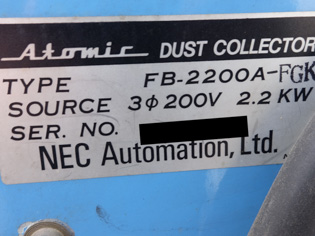 Atomic DUST COLLECTOR
TYPE FB-2200A-FGK
SOURCE 3φ 200V 2.2 KW
SER. NO.
NEC Automation, Ltd.